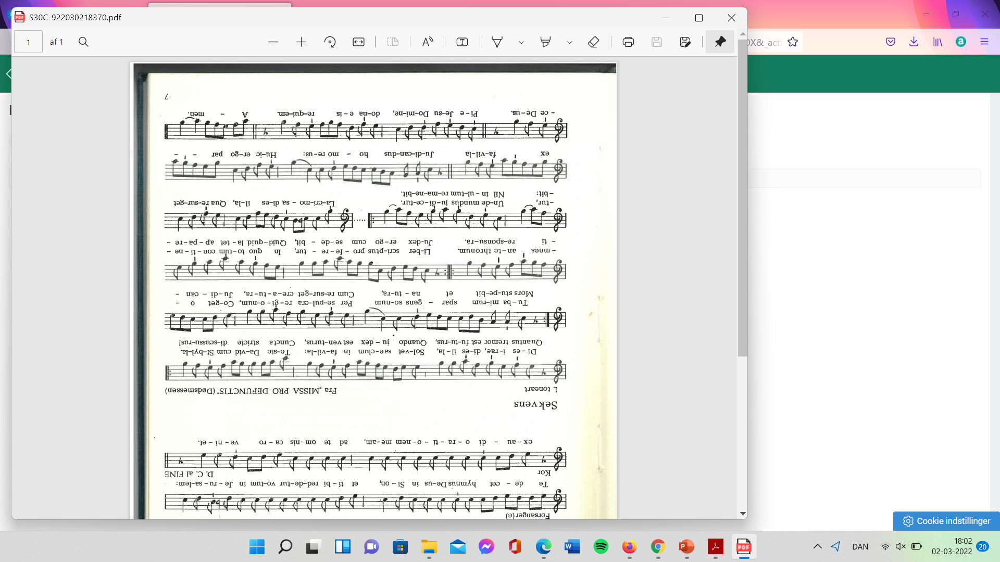 S30C-922030218370.pdf
1 af 1
DX&_acti
Forsanger(e)
Te de - cet hymnus De-us in Si-on, et ti-bi red-de-tur vo-tum in Je-ru-sa-lem:
Kor
D. C. al FINE
ex-au - di o-ra-ti-o-nem me-am, ad te om-nis ca-ro ve-ni-et.
Sekvens
1. toneart
Fra „MISSA PRO DEFUNCTIS" (Dødsmessen)
Di-es i-rae, di-es il-la, Sol-vet sae-clum in fa-vil-la: Te-ste Da-vid cum Si-byl-la.
Quantus tremor est fu-tu-rus, Quando ju-dex est ven-turus, Cuncta stricte di-scussu-rus!
Tu-ba mi-rum spar - gens so-num Per se-pul-cra re-gi-o-num, Co-get o -
Mors stu-pe-bit et na-tu-ra, Cum re-sur-get cre-a-tu-ra, Ju-di-can -
-mnes an-te thronum. Li-ber scri-ptus pro-fe-re-tur, In quo to-tum con-ti-ne -
-ti re-sponsu-ra. Ju-dex er-go cum se-de-bit, Quid-quid la-tet ap-pa-re -
-tur, Un-de mundus ju-di-ce-tur. La-cri-mo-sa di-es il-la, Qua re-sur-get
-bit: Nil in-ul-tum re-ma-ne-bit.
ex fa-vil-la Ju-di-can-dus ho - mo re-us: Hu-ic er-go par - -
-ce De-us. Pi-e Je-su Do-mi-ne, do-na e-is re-qui-em. A - men.
7
Cookie indstillinger
DAN
18:02
02-03-2022
20